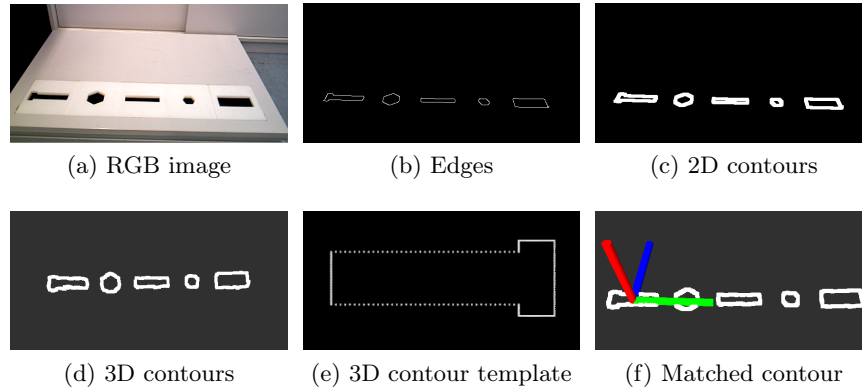 (a) RGB image
(b) Edges
(c) 2D contours
(d) 3D contours
(e) 3D contour template
(f) Matched contour